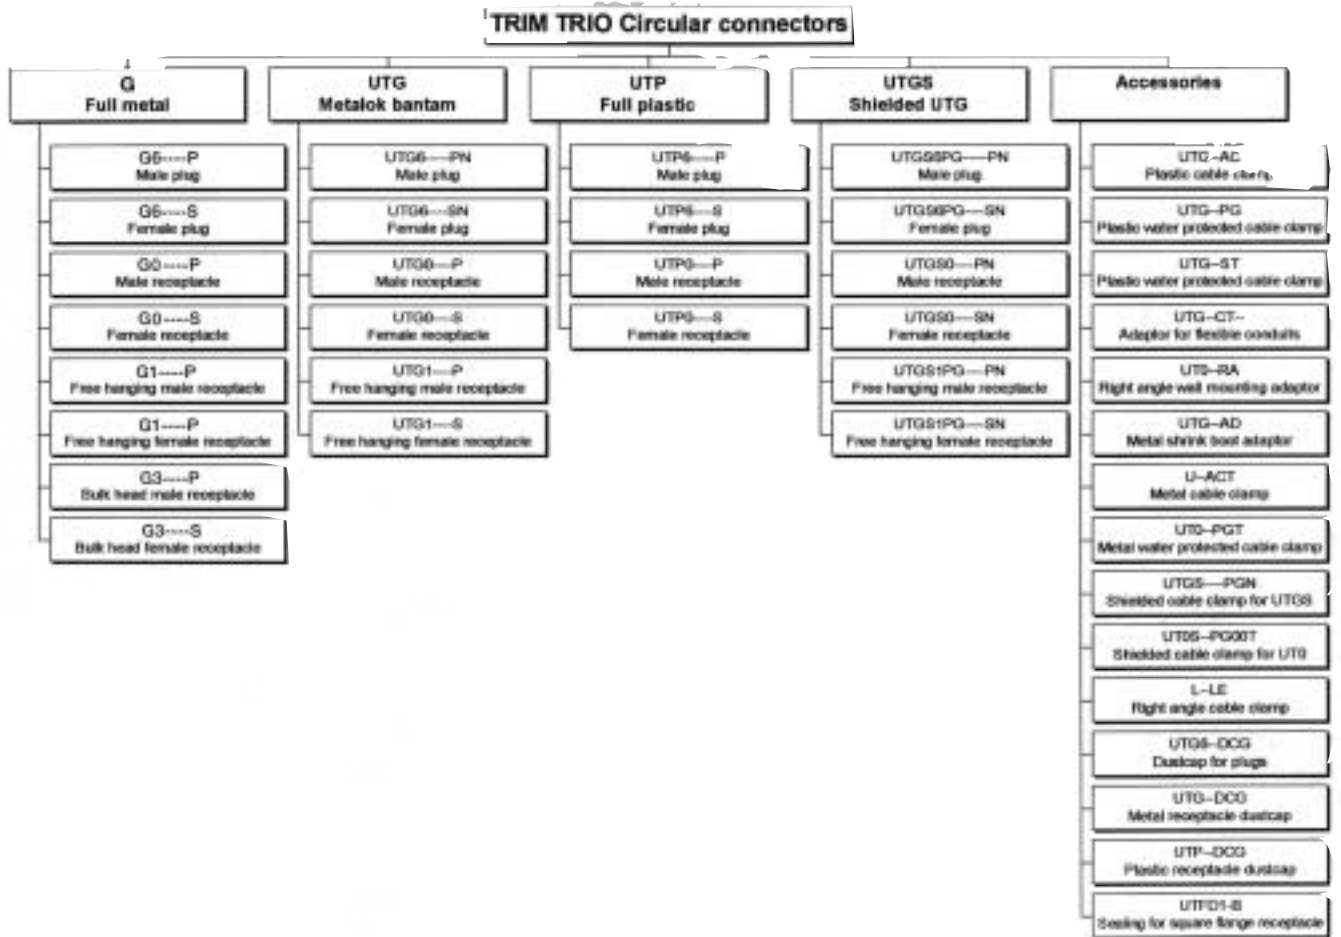 TRIM TRIO Circular connectors
G
Full metal
G6----P
Male plug
G6----S
Female plug
G0----P
Male receptacle
G0----S
Female receptacle
G1----P
Free hanging male receptacle
G1----P
Free hanging female receptacle
G3----P
Bulk head male receptacle
G3----S
Bulk head female receptacle
UTG
Metalok bantam
UTG6----PN
Male plug
UTG6---SN
Female plug
UTG0---P
Male receptacle
UTG0---S
Female receptacle
UTG1---P
Free hanging male receptacle
UTG1---S
Free hanging female receptacle
UTP
Full plastic
UTP6----P
Male plug
UTP6---S
Female plug
UTP0---P
Male receptacle
UTP0---S
Female receptacle
UTGS
Shielded UTG
UTGS6PG----PN
Male plug
UTGS6PG---SN
Female plug
UTGS0---PN
Male receptacle
UTGS0---SN
Female receptacle
UTGS1PG---PN
Free hanging male receptacle
UTGS1PG---SN
Free hanging female receptacle
Accessories
Plastic cable
UTG--PG
Plastic water protected cable clamp
UTG--ST
Plastic water protected cable clamp
UTG--CT--
Adaptor for flexible conduits
UT0--RA
Right angle wall mounting adaptor
UTG--AD
Metal shrink boot adaptor
U--ACT
Metal cable clamp
UT0--PGT
Metal water protected cable clamp
UTGS----PGN
Shielded cable clamp for UTGS
UT0S--PG00T
Shielded cable clamp for UT0
L--LE
Right angle cable clamp
UTG6--DCG
Dustcap for plugs
UTG--DCG
Metal receptacle dustcap
UTP--DCG
Plastic receptacle dustcap
UTFD1-B
Sealing for square flange receptacle